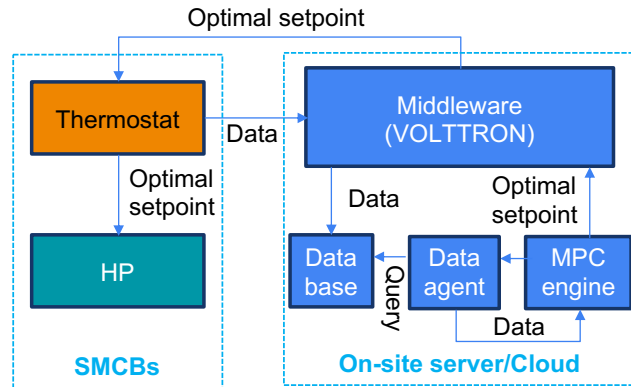 Optimal setpoint
Thermostat
Data
Middleware
(VOLTTRON)
Optimal
setpoint
Data
Optimal
setpoint
HP
Data
base
Query
Data
agent
MPC
engine
Data
SMCBs
On-site server/Cloud